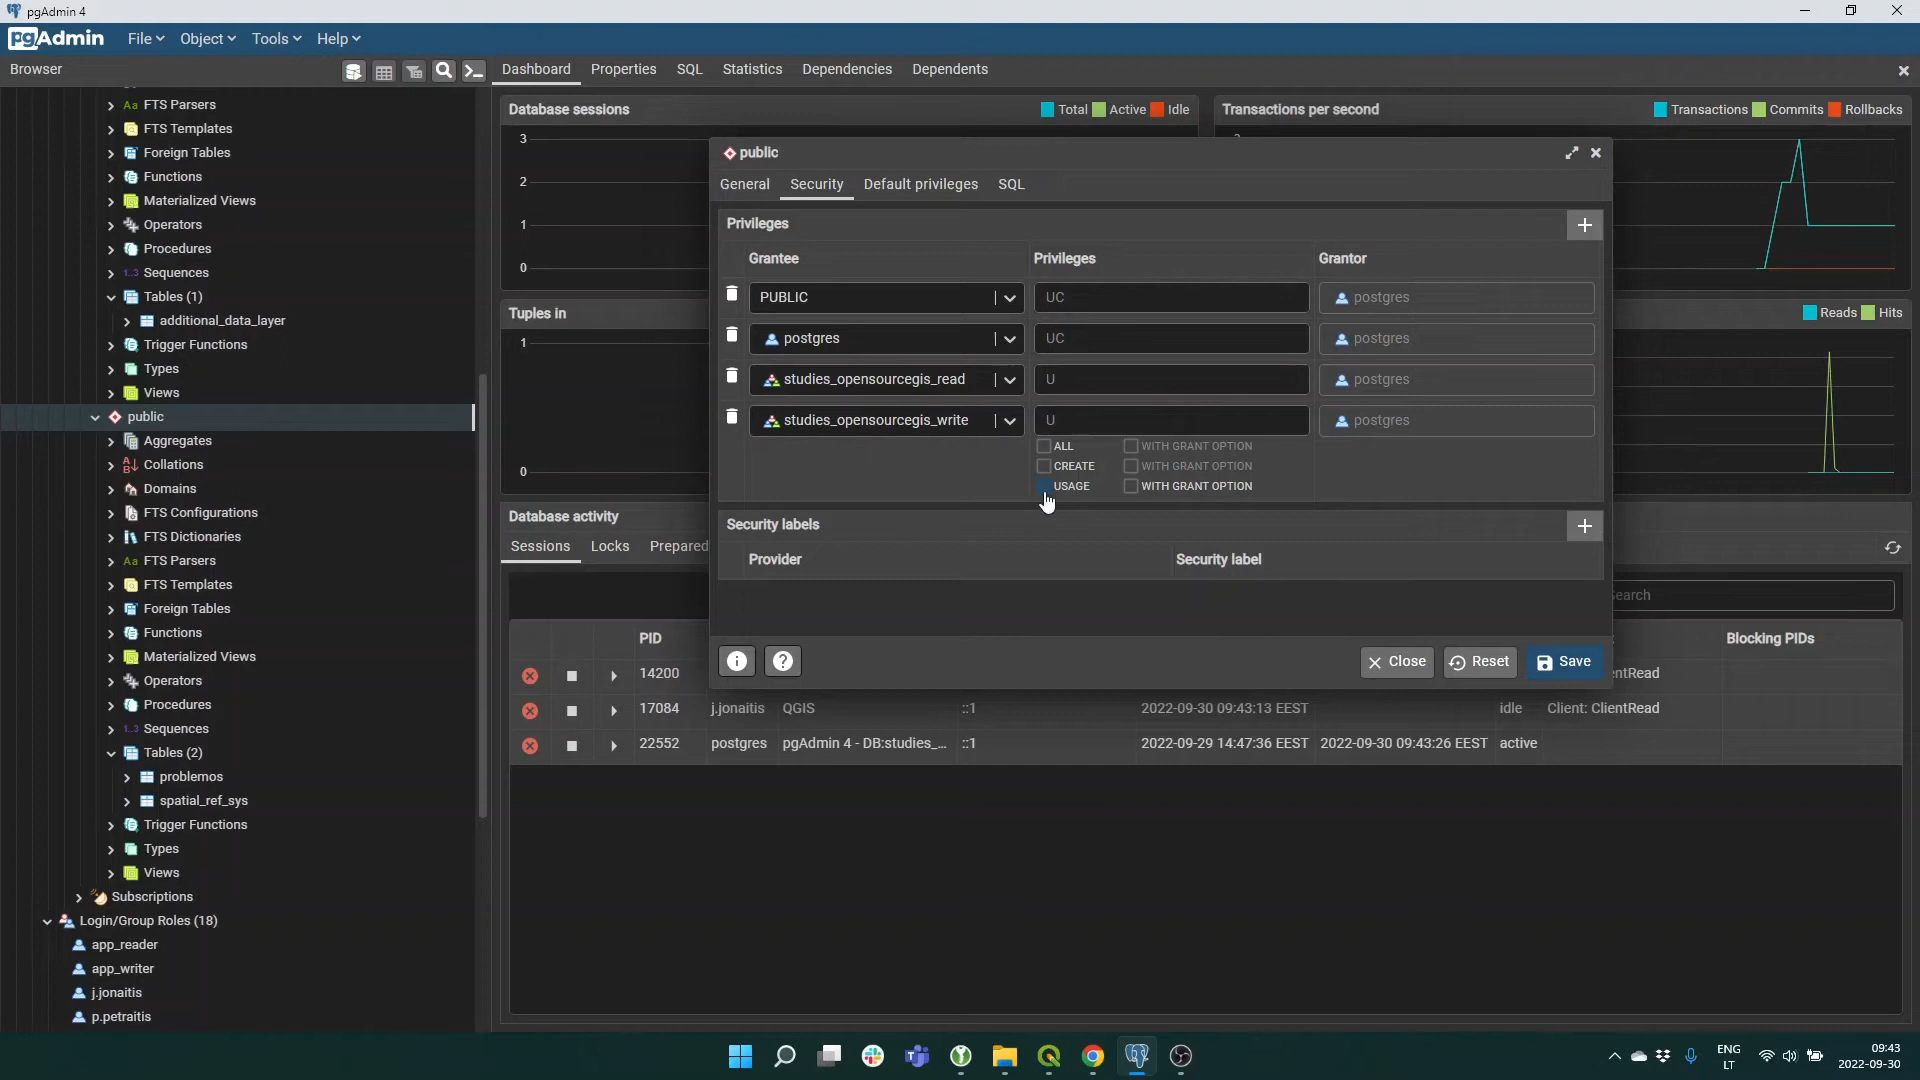 pgAdmin 4
pgAdmin File Object Tools Help
Browser
Dashboard Properties SQL Statistics Dependencies Dependents
Aa FTS Parsers
FTS Templates
Foreign Tables
Functions
Materialized Views
Operators
Procedures
1..3 Sequences
Tables (1)
additional_data_layer
Trigger Functions
Types
Views
public
Aggregates
Collations
Domains
FTS Configurations
FTS Dictionaries
Aa FTS Parsers
FTS Templates
Foreign Tables
Functions
Materialized Views
Operators
Procedures
1..3 Sequences
Tables (2)
problemos
spatial_ref_sys
Trigger Functions
Types
Views
Subscriptions
Login/Group Roles (18)
app_reader
app_writer
j.jonaitis
p.petraitis
Database sessions Total Active Idle
3
2
1
0
Transactions per second Transactions Commits Rollbacks
Tuples in
1
0
Reads Hits
public
General Security Default privileges SQL
Privileges
Grantee Privileges Grantor
PUBLIC UC postgres
postgres UC postgres
studies_opensourcegis_read U postgres
studies_opensourcegis_write U postgres
ALL WITH GRANT OPTION
CREATE WITH GRANT OPTION
USAGE WITH GRANT OPTION
Security labels
Provider Security label
Close Reset Save
Database activity
Sessions Locks Prepared
earch
PID Blocking PIDs
14200 entRead
17084 j.jonaitis QGIS ::1 2022-09-30 09:43:13 EEST idle Client: ClientRead
22552 postgres pgAdmin 4 - DB:studies_... ::1 2022-09-29 14:47:36 EEST 2022-09-30 09:43:26 EEST active
ENG
LT
09:43
2022-09-30